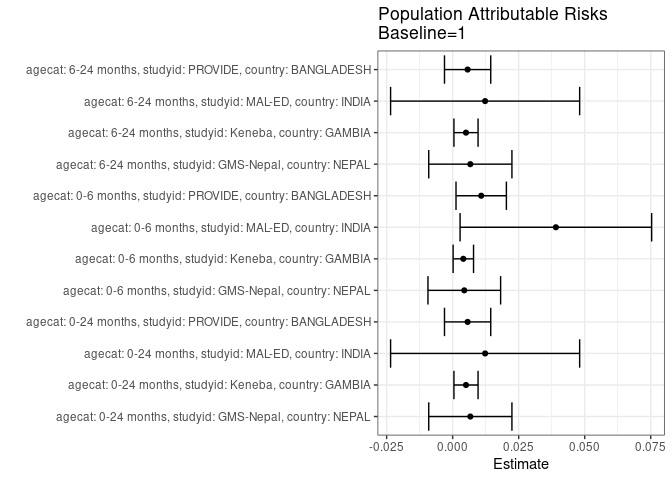 Population Attributable Risks
Baseline=1
agecat: 6-24 months, studyid: PROVIDE, country: BANGLADESH
agecat: 6-24 months, studyid: MAL-ED, country: INDIA
agecat: 6-24 months, studyid: Keneba, country: GAMBIA
agecat: 6-24 months, studyid: GMS-Nepal, country: NEPAL
agecat: 0-6 months, studyid: PROVIDE, country: BANGLADESH
agecat: 0-6 months, studyid: MAL-ED, country: INDIA
agecat: 0-6 months, studyid: Keneba, country: GAMBIA
agecat: 0-6 months, studyid: GMS-Nepal, country: NEPAL
agecat: 0-24 months, studyid: PROVIDE, country: BANGLADESH
agecat: 0-24 months, studyid: MAL-ED, country: INDIA
agecat: 0-24 months, studyid: Keneba, country: GAMBIA
agecat: 0-24 months, studyid: GMS-Nepal, country: NEPAL
-0.025 0.000 0.025 0.050 0.075
Estimate